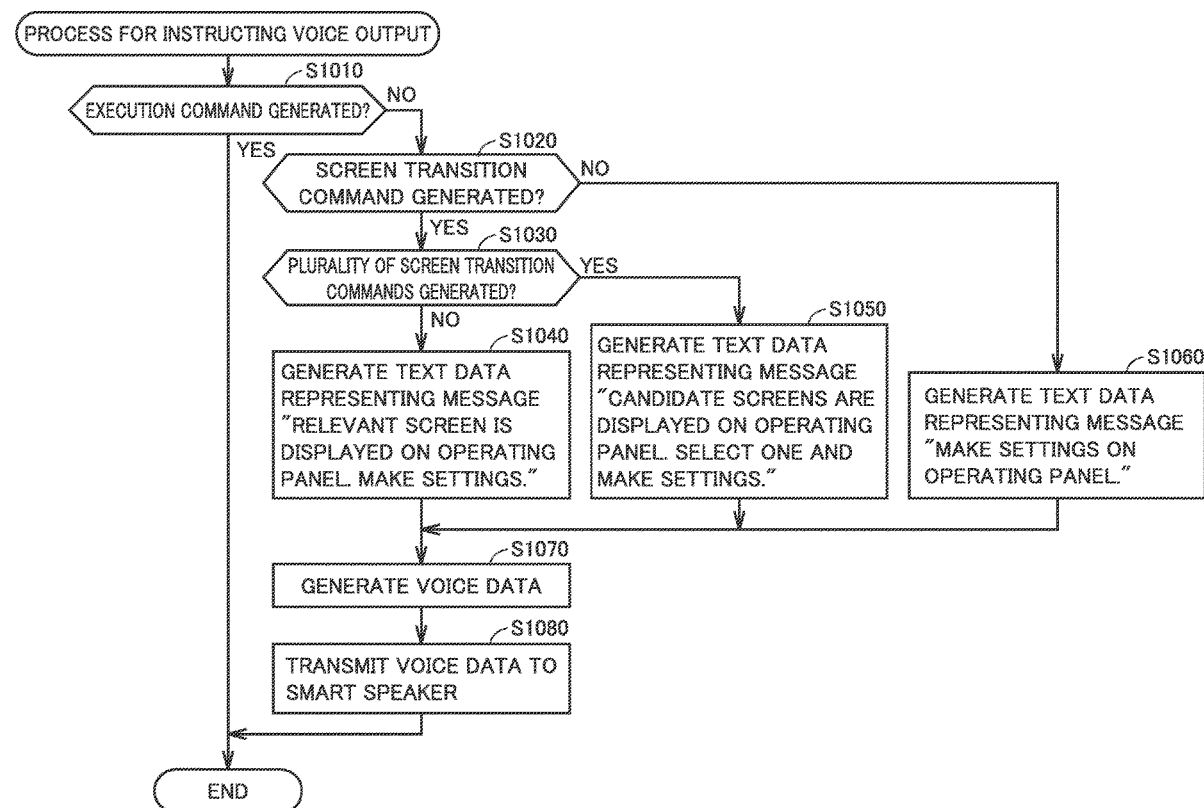 PROCESS FOR INSTRUCTING VOICE OUTPUT
S1010
EXECUTION COMMAND GENERATED?
NO
YES
S1020
SCREEN TRANSITION
COMMAND GENERATED?
NO
YES
S1030
PLURALITY OF SCREEN TRANSITION
COMMANDS GENERATED?
YES
NO
S1040
GENERATE TEXT DATA
REPRESENTING MESSAGE
"RELEVANT SCREEN IS
DISPLAYED ON OPERATING
PANEL. MAKE SETTINGS."
S1050
GENERATE TEXT DATA
REPRESENTING MESSAGE
"CANDIDATE SCREENS ARE
DISPLAYED ON OPERATING
PANEL. SELECT ONE AND
MAKE SETTINGS."
S1060
GENERATE TEXT DATA
REPRESENTING MESSAGE
"MAKE SETTINGS ON
OPERATING PANEL."
S1070
GENERATE VOICE DATA
S1080
TRANSMIT VOICE DATA TO
SMART SPEAKER
END